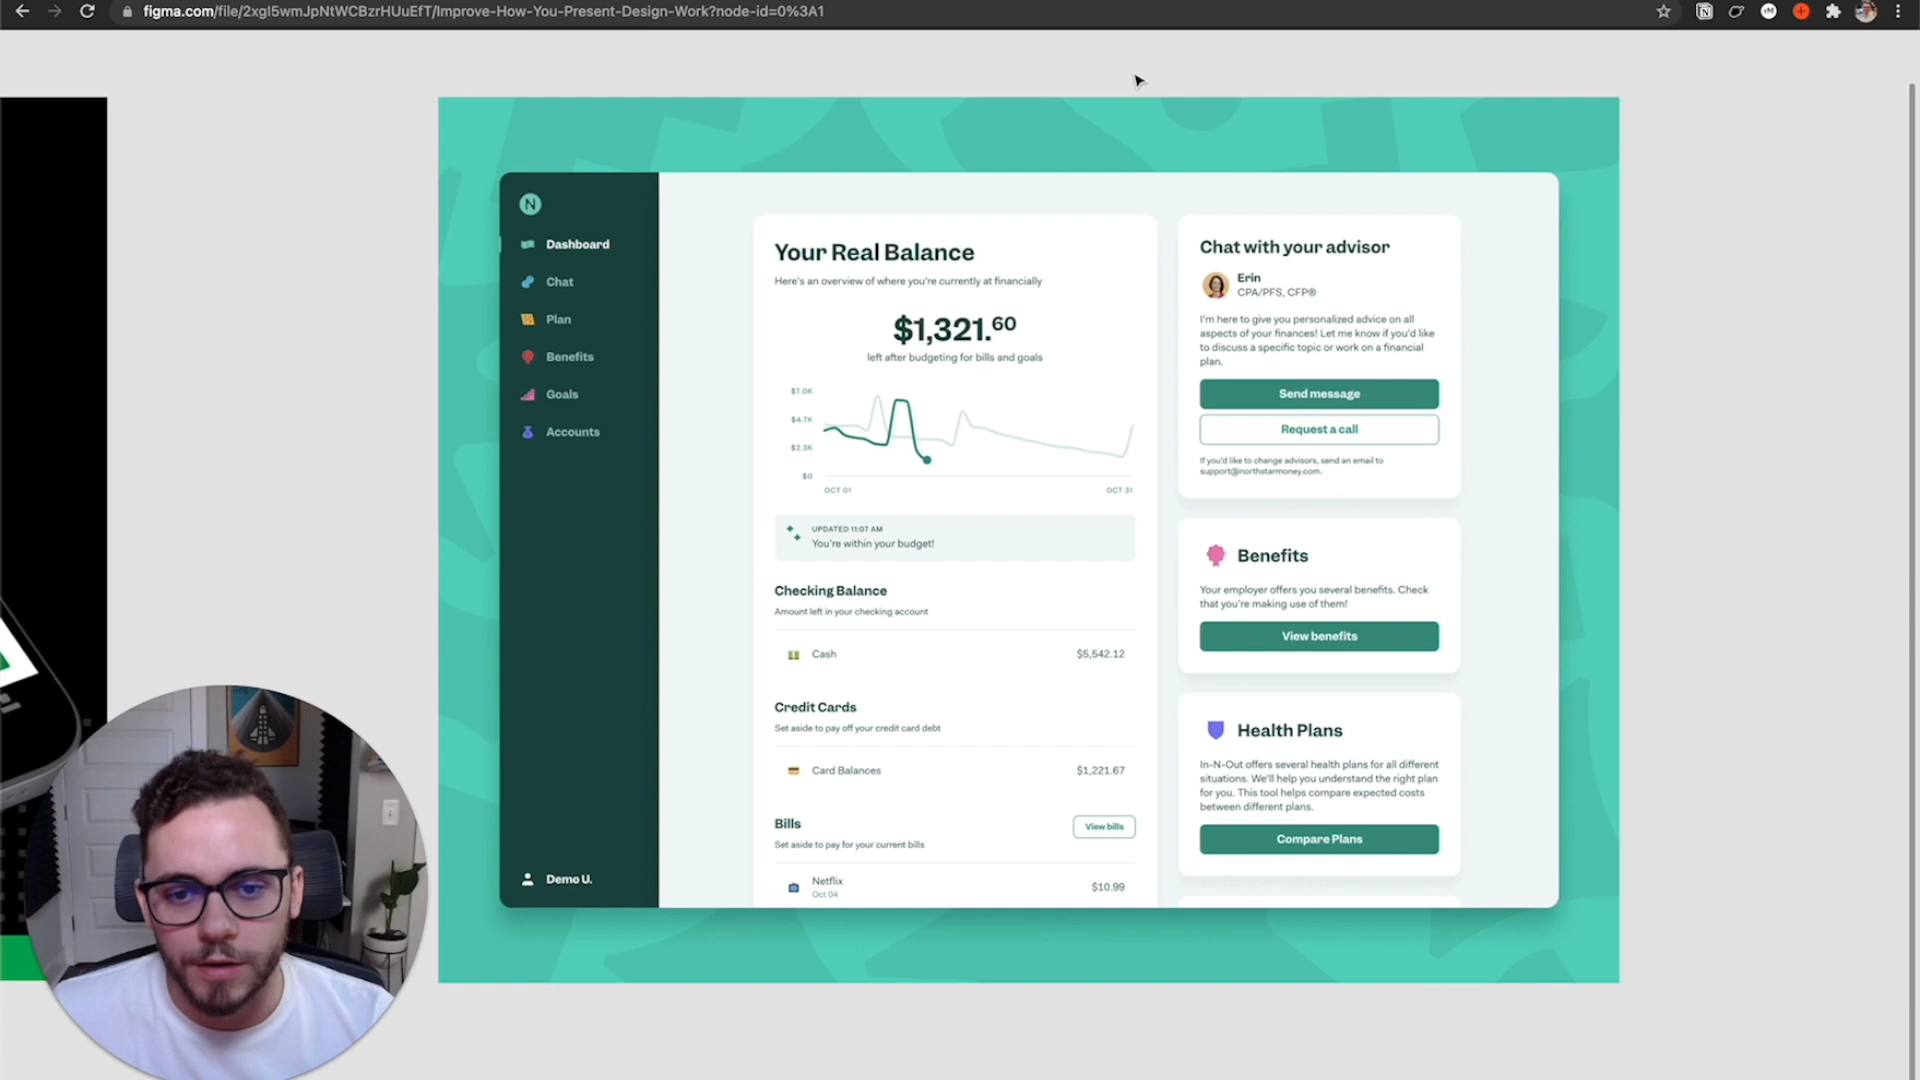 figma.com/file/2xgI5wmJpNtWCBzrHUuEfT/Improve-How-You-Present-Design-Work?node-id=0%3A1
N
Dashboard
Chat
Plan
Benefits
Goals
Accounts
Demo U.
Your Real Balance
Here's an overview of where you're currently at financially
$1,321.60
left after budgeting for bills and goals
$7.0K
$4.7K
$2.3K
$0
OCT 01
OCT 31
UPDATED 11:07 AM
You're within your budget!
Checking Balance
Amount left in your checking account
Cash
$5,542.12
Credit Cards
Set aside to pay off your credit card debt
Card Balances
$1,221.67
Bills
View bills
Set aside to pay for your current bills
Netflix
Oct 04
$10.99
Chat with your advisor
Erin
CPA/PFS, CFP®
I'm here to give you personalized advice on all
aspects of your finances! Let me know if you'd like
to discuss a specific topic or work on a financial
plan.
Send message
Request a call
If you'd like to change advisors, send an email to
support@northstarmoney.com.
Benefits
Your employer offers you several benefits. Check
that you're making use of them!
View benefits
Health Plans
In-N-Out offers several health plans for all different
situations. We'll help you understand the right plan
for you. This tool helps compare expected costs
between different plans.
Compare Plans